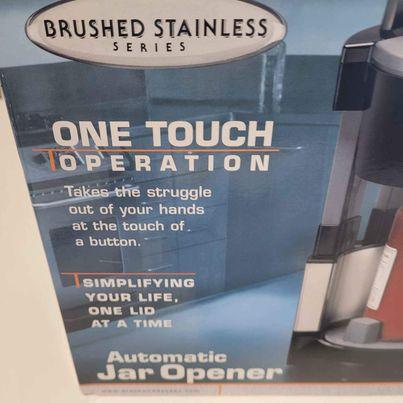 BRUSHED STAINLESS
SERIES
ONE TOUCH
OPERATION
Takes the struggle
out of your hands
at the touch of
a button.
SIMPLIFYING
YOUR LIFE,
ONE LID
AT A TIME
Automatic
Jar Opener